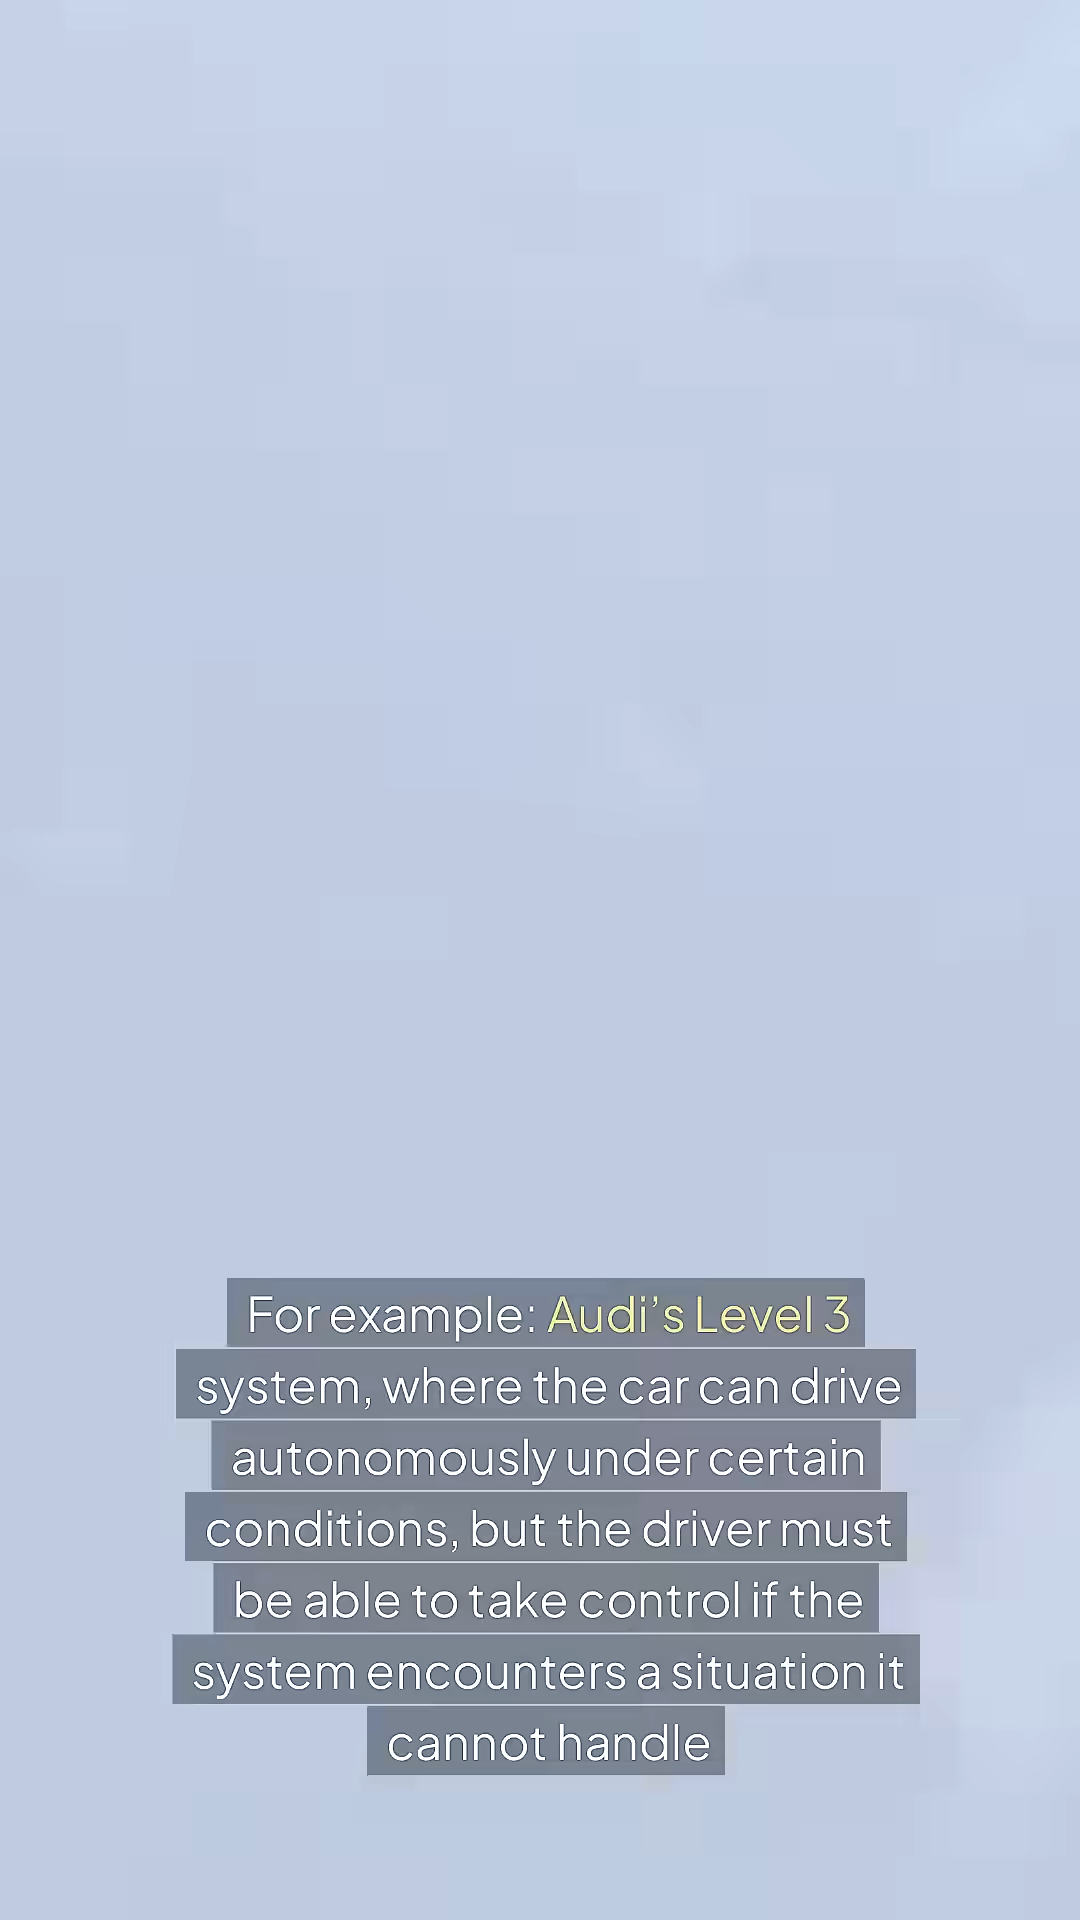 For example: Audi’s Level 3
system, where the car can drive
autonomously under certain
conditions, but the driver must
be able to take control if the
system encounters a situation it
cannot handle